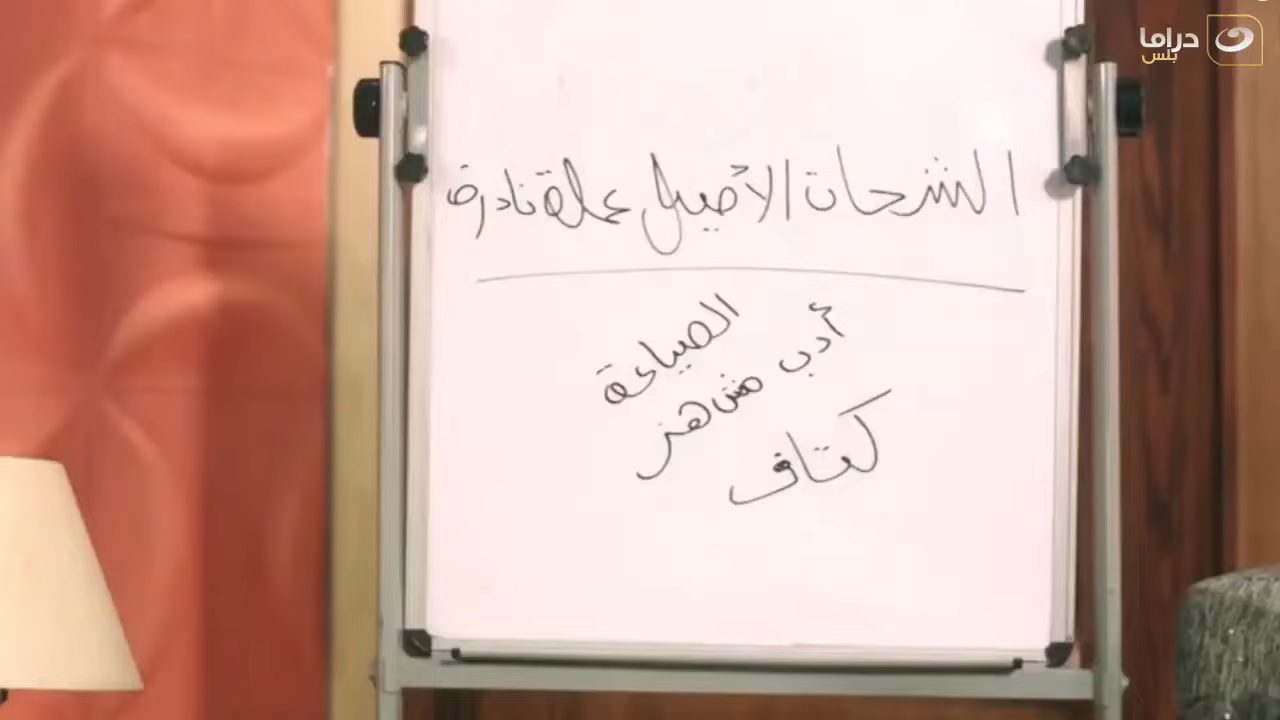 دراما
بلس
الشحات الأصيل عملة نادرة
الصياعة
أدب مش هز
كتاف